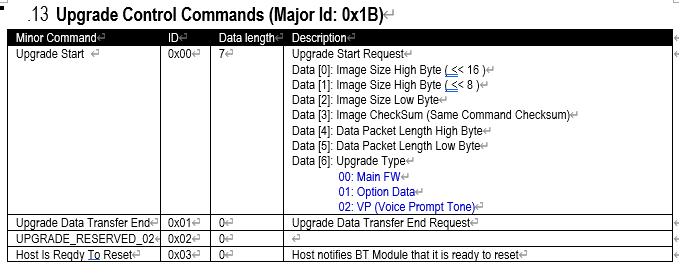 .13 Upgrade Control Commands (Major Id: 0x1B)
Minor Command ID Data length Description
Upgrade Start 0x00 7 Upgrade Start Request
Data [0]: Image Size High Byte ( << 16 )
Data [1]: Image Size High Byte ( << 8 )
Data [2]: Image Size Low Byte
Data [3]: Image CheckSum (Same Command Checksum)
Data [4]: Data Packet Length High Byte
Data [5]: Data Packet Length Low Byte
Data [6]: Upgrade Type
00: Main FW
01: Option Data
02: VP (Voice Prompt Tone)
Upgrade Data Transfer End 0x01 0 Upgrade Data Transfer End Request
UPGRADE_RESERVED_02 0x02 0
Host Is Reqdy To Reset 0x03 0 Host notifies BT Module that it is ready to reset